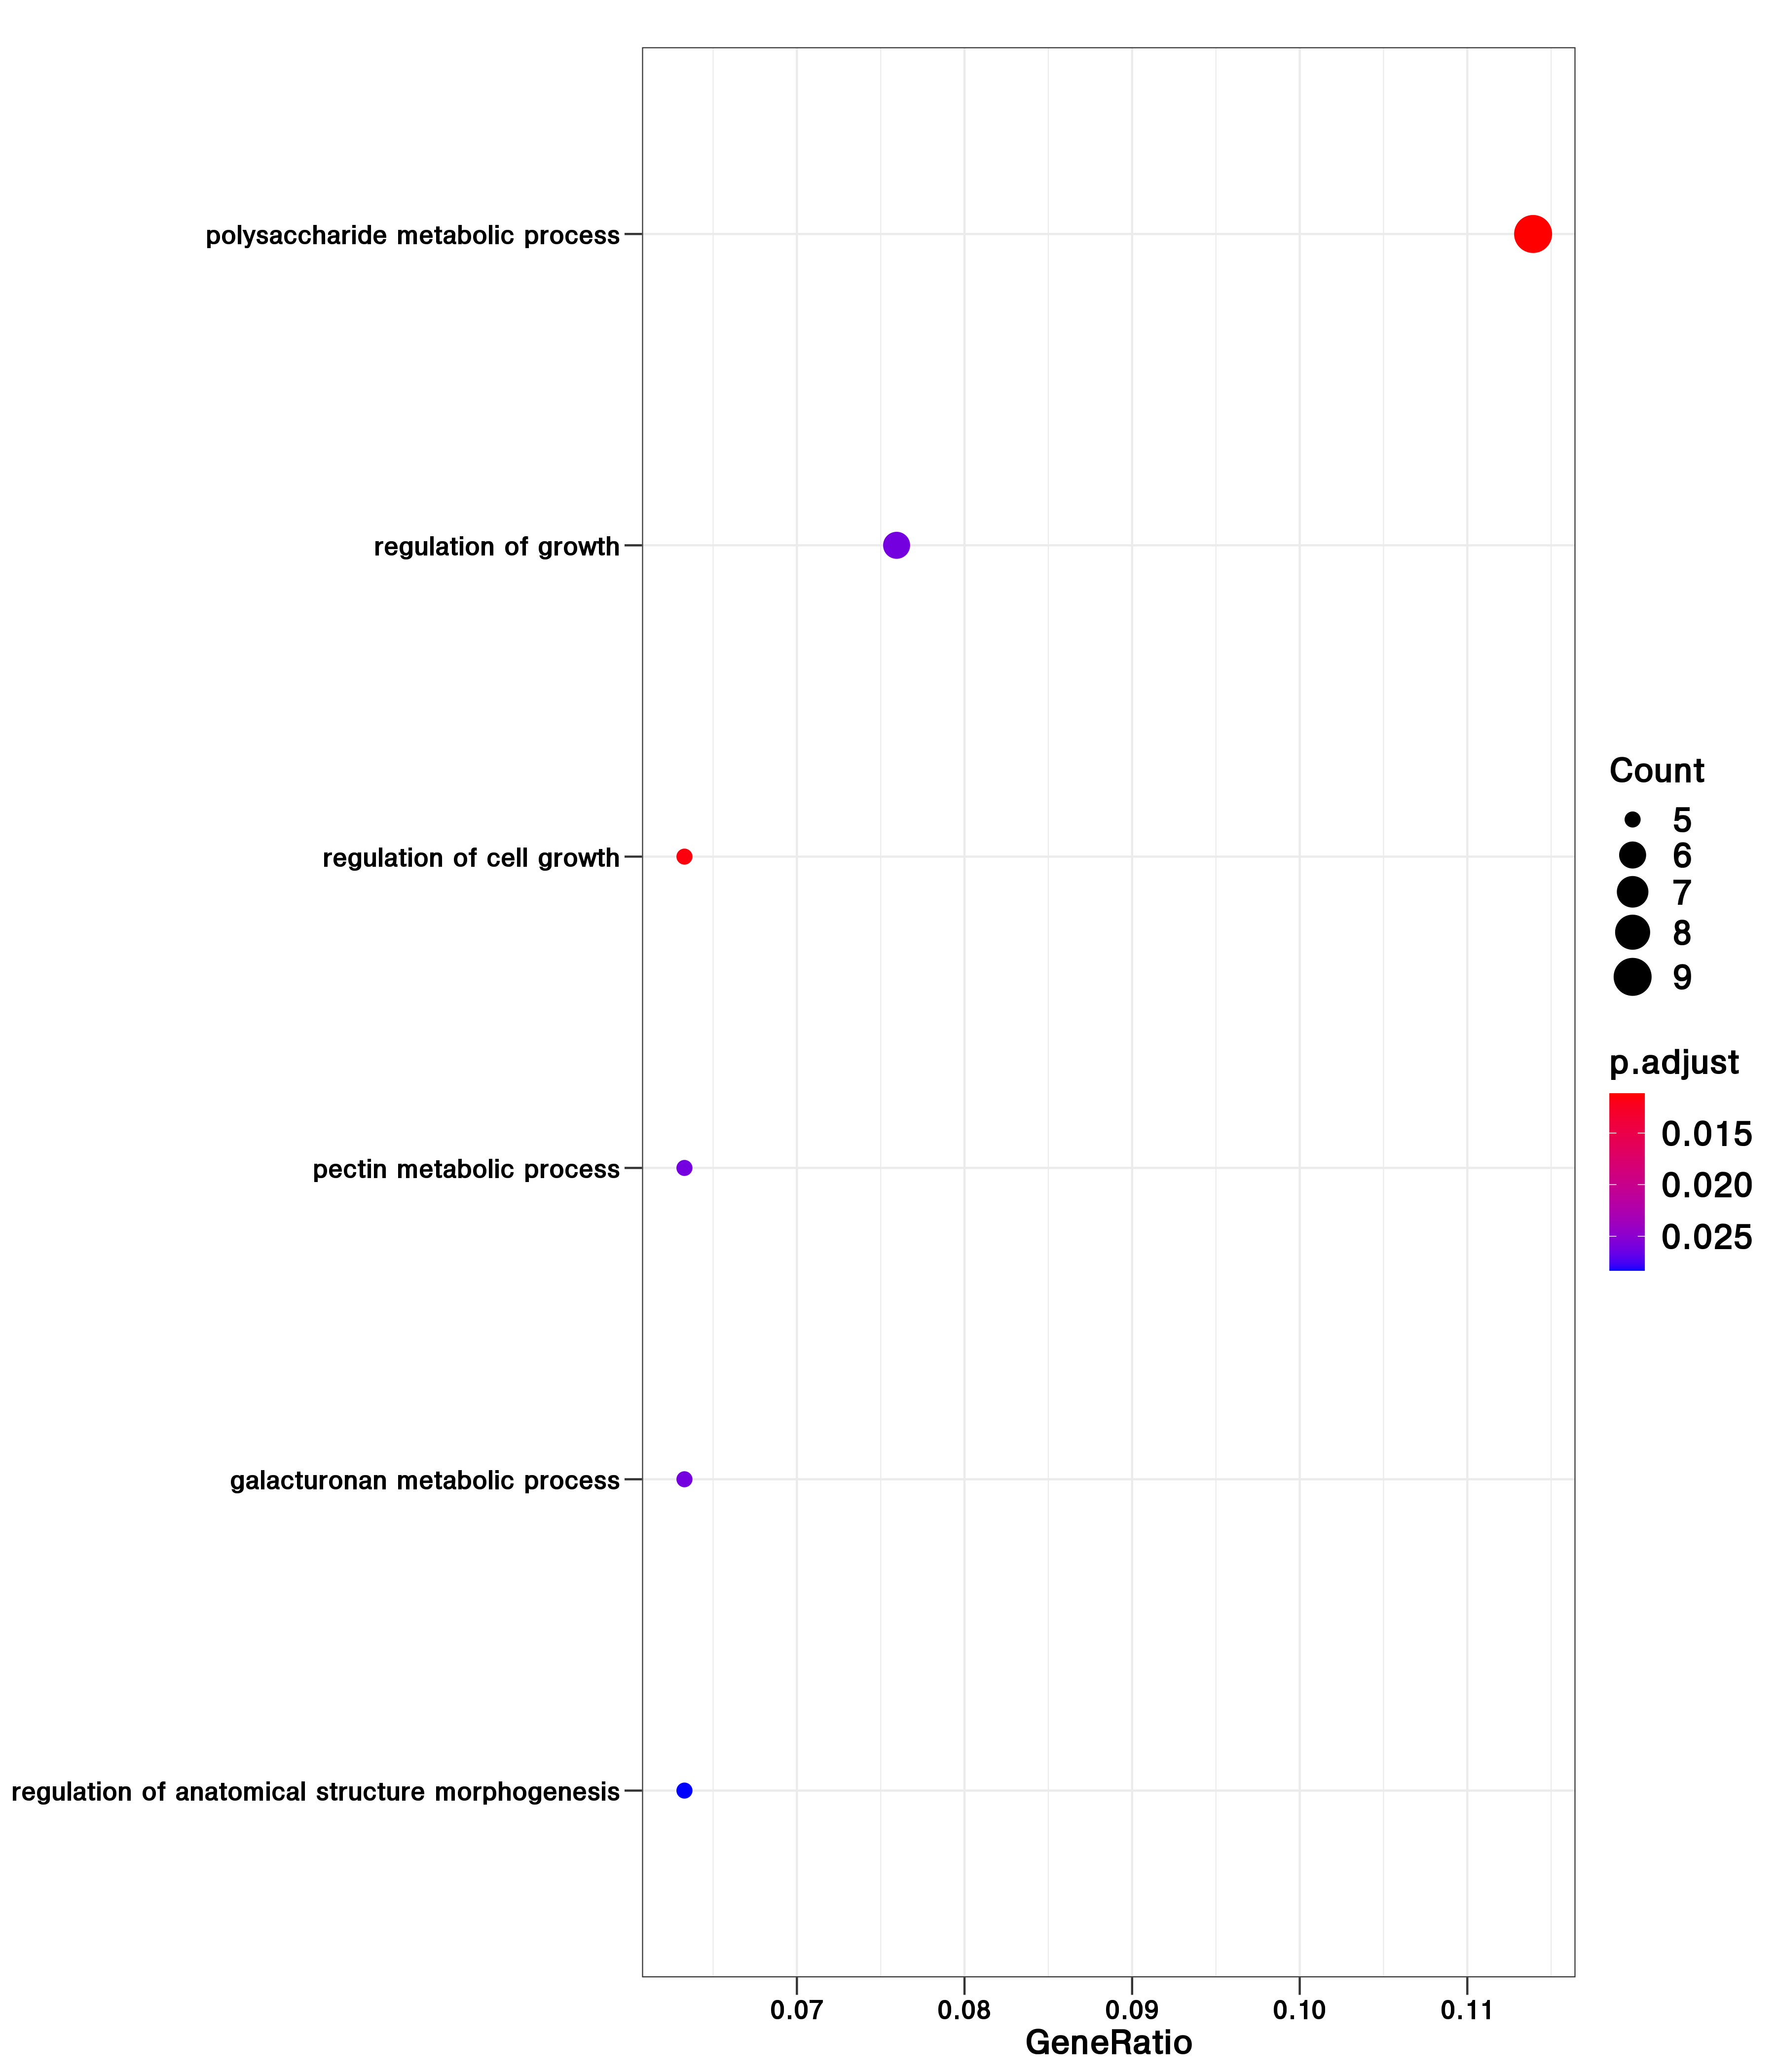 polysaccharide metabolic process
regulation of growth
regulation of cell growth
pectin metabolic process
galacturonan metabolic process
regulation of anatomical structure morphogenesis
0.07 0.08 0.09 0.10 0.11
GeneRatio
Count
5
6
7
8
9
p.adjust
0.015
0.020
0.025